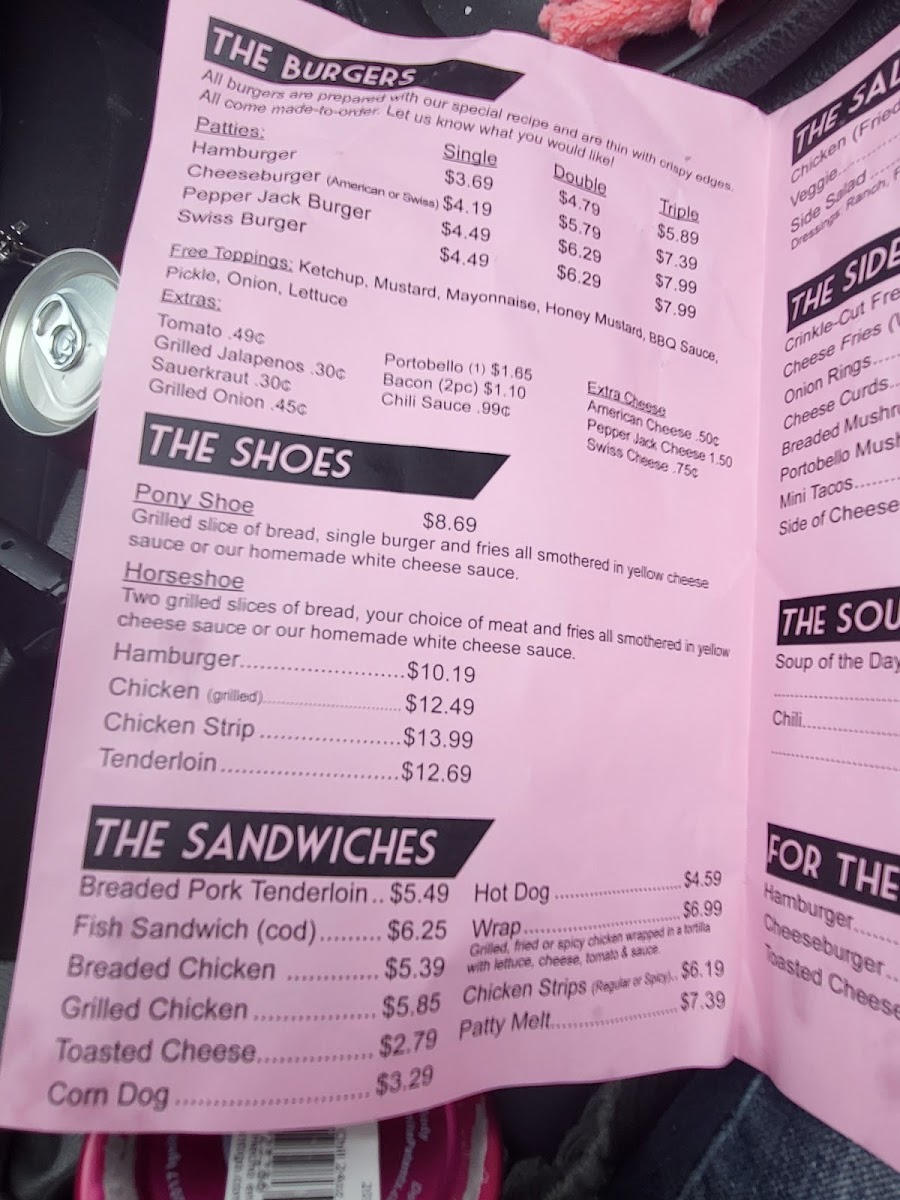 THE BURGERS
All burgers are prepared with our special recipe and are thin with crispy edges.
All come made-to-order. Let us know what you would like!
Patties: Single Double Triple
Hamburger $3.69 $4.79 $5.89
Cheeseburger (American or Swiss) $4.19 $5.79 $7.39
Pepper Jack Burger $4.49 $6.29 $7.99
Swiss Burger $4.49 $6.29 $7.99
Free Toppings: Ketchup, Mustard, Mayonnaise, Honey Mustard, BBQ Sauce,
Pickle, Onion, Lettuce
Extras:
Tomato .49¢
Grilled Jalapenos .30¢
Sauerkraut .30¢
Grilled Onion .45¢
Portobello (1) $1.65
Bacon (2pc) $1.10
Chili Sauce .99¢
Extra Cheese
American Cheese .50¢
Pepper Jack Cheese 1.50
Swiss Cheese .75¢
THE SHOES
Pony Shoe $8.69
Grilled slice of bread, single burger and fries all smothered in yellow cheese
sauce or our homemade white cheese sauce.
Horseshoe
Two grilled slices of bread, your choice of meat and fries all smothered in yellow
cheese sauce or our homemade white cheese sauce.
Hamburger..............................$10.19
Chicken (grilled)..............................$12.49
Chicken Strip.........................$13.99
Tenderloin..............................$12.69
THE SANDWICHES
Breaded Pork Tenderloin.. $5.49
Fish Sandwich (cod)......... $6.25
Breaded Chicken ............ $5.39
Grilled Chicken ................ $5.85
Toasted Cheese............... $2.79
Corn Dog ......................... $3.29
Hot Dog ............................ $4.59
Wrap.................................. $6.99
Grilled, fried or spicy chicken wrapped in a tortilla
with lettuce, cheese, tomato & sauce.
Chicken Strips (Regular or Spicy).. $6.19
Patty Melt......................... $7.39
THE
Chicken
Veggie......
Side Salad ......
Dressings: Ranch,
THE
Crinkle-Cut
Cheese Fries
Onion Rings....
Cheese Curds..
Breaded
Portobello
Mini Tacos........
Side of Cheese
THE
Soup of the Day
Chili..................
FOR THE
Hamburger.......
Cheeseburger..
Toasted Cheese